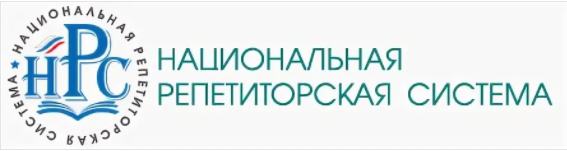 НАЦИОНАЛЬНАЯ РЕПЕТИТОРСКАЯ СИСТЕМА
НРС
НАЦИОНАЛЬНАЯ
РЕПЕТИТОРСКАЯ СИСТЕМА